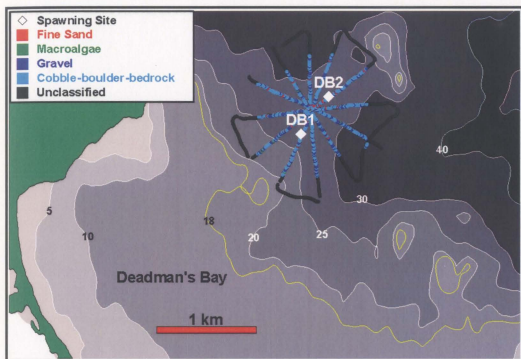 Spawning Site
Fine Sand
Macroalgae
Gravel
Cobble-boulder-bedrock
Unclassified
DB2
DB1
40
30
5
10
18
20
25
Deadman's Bay
1 km